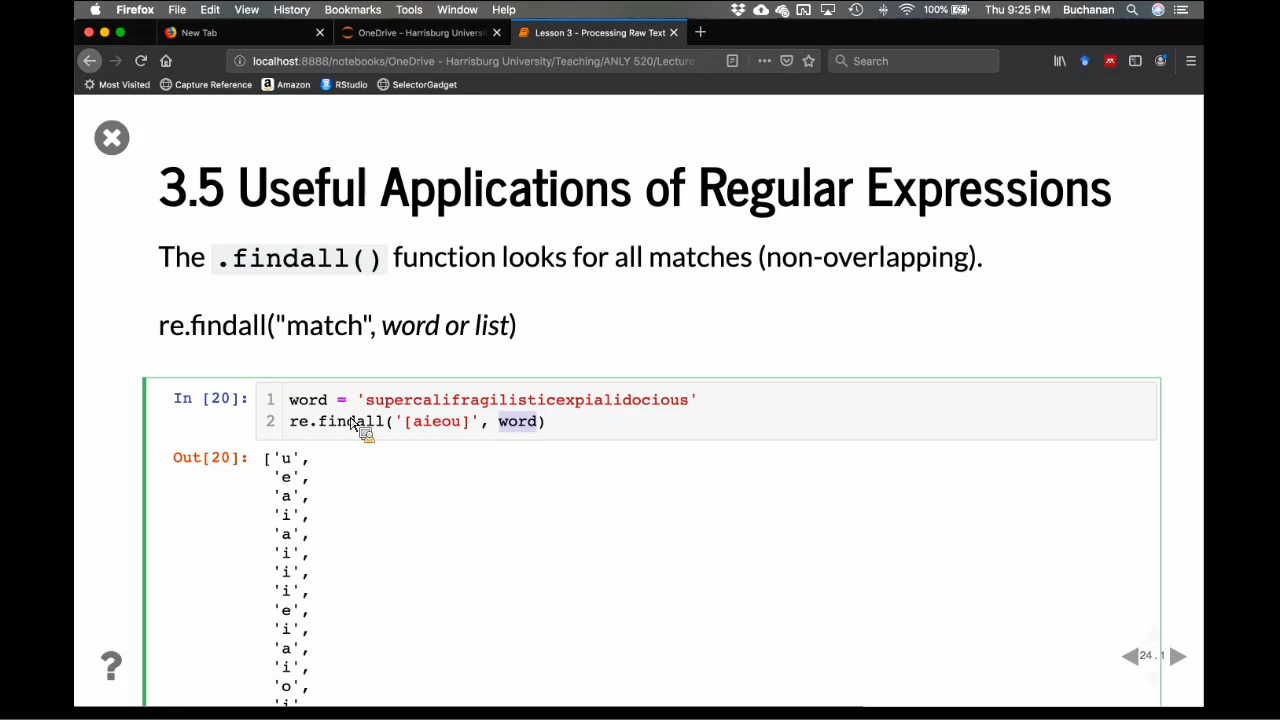 Firefox File Edit View History Bookmarks Tools Window Help 100% Thu 9:25 PM Buchanan
New Tab × OneDrive - Harrisburg Universi × Lesson 3 - Processing Raw Text × +
localhost:8888/notebooks/OneDrive - Harrisburg University/Teaching/ANLY 520/Lecture ••• Search
Most Visited Capture Reference Amazon RStudio SelectorGadget
3.5 Useful Applications of Regular Expressions
The .findall() function looks for all matches (non-overlapping).
re.findall("match", word or list)
In [20]: 1 word = 'supercalifragilisticexpialidocious'
2 re.findall('[aieou]', word)
Out[20]: ['u',
'e',
'a',
'i',
'a',
'i',
'i',
'i',
'e',
'i',
'a',
'i',
'o',
?
24.1